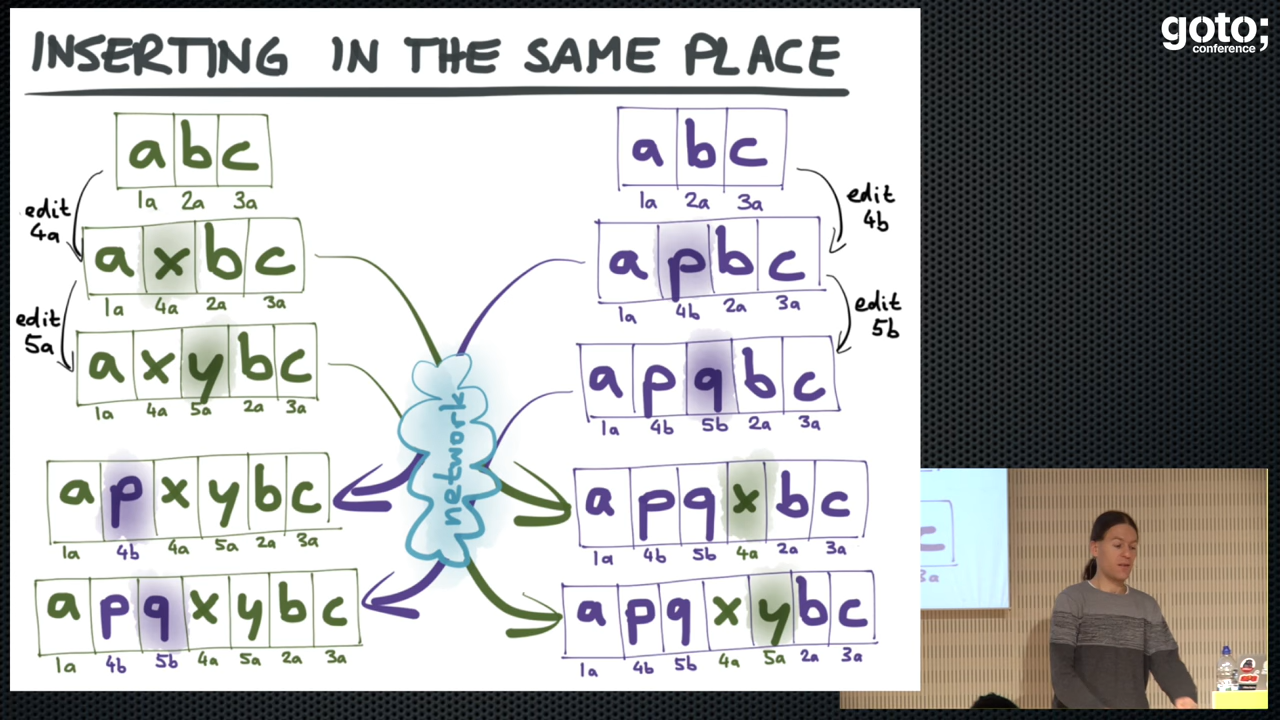 INSERTING IN THE SAME PLACE
goto;
conference
a b c
1a 2a 3a
edit
4a
a x b c
1a 4a 2a 3a
edit
5a
a x y b c
1a 4a 5a 2a 3a
a p x y b c
1a 4b 4a 5a 2a 3a
a p q x y b c
1a 4b 5b 4a 5a 2a 3a
network
a b c
1a 2a 3a
edit
4b
a p b c
1a 4b 2a 3a
edit
5b
a p q b c
1a 4b 5b 2a 3a
a p q x b c
1a 4b 5b 4a 2a 3a
a p q x y b c
1a 4b 5b 4a 5a 2a 3a
c
3a